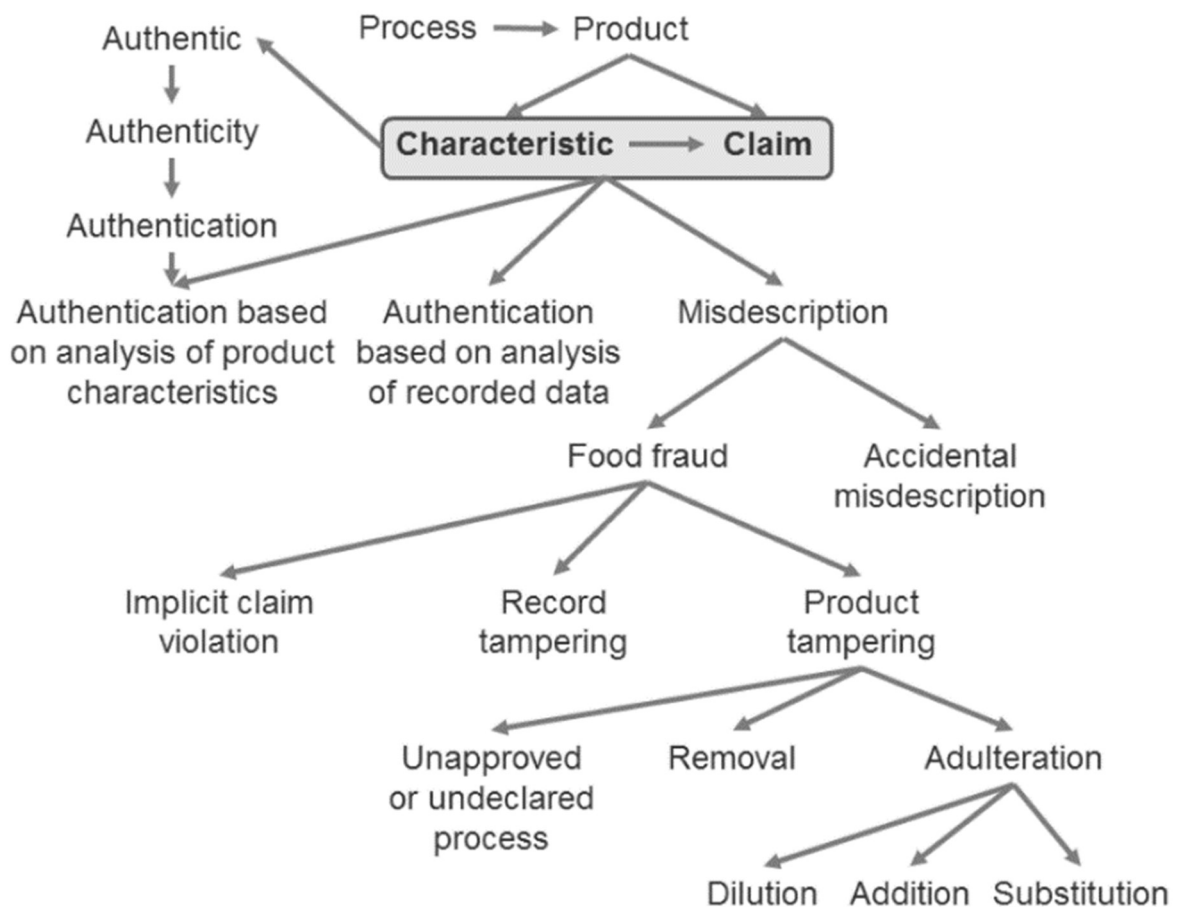 Authentic
Process
Product
Authenticity
Characteristic
Claim
Authentication
Authentication based
on analysis of product
characteristics
Authentication
based on analysis
of recorded data
Misdescription
Food fraud
Accidental
misdescription
Implicit claim
violation
Record
tampering
Product
tampering
Unapproved
or undeclared
process
Removal
Adulteration
Dilution
Addition
Substitution